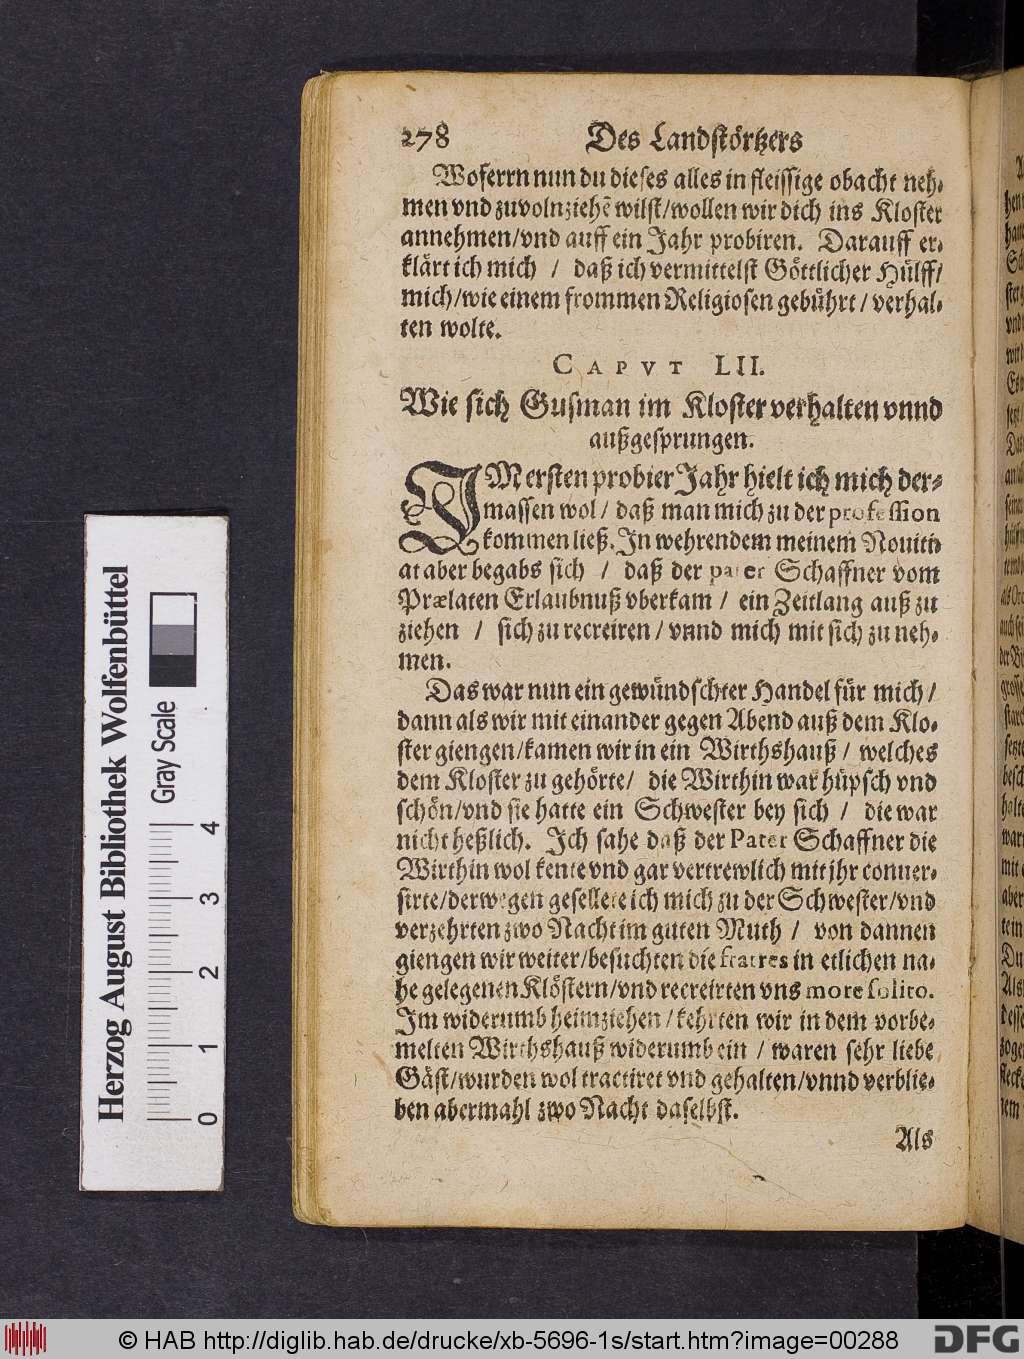 278 Des Landstörtzers
Woferrn nun du dieses alles in fleissige obacht neh-
men vnd zuvolnziehē wilst/wollen wir dich ins Kloster
annehmen/vnd auff ein Jahr probiren. Darauff er-
klärt ich mich / daß ich vermittelst Göttlicher Hülff/
mich/wie einem frommen Religiosen gebührt/verhal-
ten wolte.
CAPVT LII.
Wie sich Gusman im Kloster verhalten vnnd
außgesprungen.
IM ersten probier Jahr hielt ich mich der-
massen wol/ daß man mich zu der profession
kommen ließ. In wehrendem meinem Noviti-
at aber begabs sich / daß der pater Schaffner vom
Prælaten Erlaubnuß vberkam / ein Zeitlang auß zu
ziehen / sich zu recreiren/vnnd mich mit sich zu neh-
men.
Das war nun ein gewündschter Handel für mich/
dann als wir mit einander gegen Abend auß dem Klo-
ster giengen/kamen wir in ein Wirthshauß / welches
dem Kloster zu gehörte/ die Wirthin war hüpsch vnd
schön/vnd sie hatte ein Schwester bey sich / die war
nicht heßlich. Ich sahe daß der Pater Schaffner die
Wirthin wol kente vnd gar vertrewlich mit jhr conver-
sirte/derwegen gesellete ich mich zu der Schwester/vnd
verzehrten zwo Nacht im guten Muth / von dannen
giengen wir weiter/besuchten die fratres in etlichen na-
he gelegenen Klöstern/vnd recreirten vns more solito.
Im widerumb heimziehen/kehrten wir in dem vorbe-
melten Wirthshauß widerumb ein / waren sehr liebe
Gäst/wurden wol tractiret vnd gehalten/vnnd verblie-
ben abermahl zwo Nacht daselbst.
Als
Herzog August Bibliothek Wolfenbüttel
Gray Scale
0 1 2 3 4
© HAB http://diglib.hab.de/drucke/xb-5696-1s/start.htm?image=00288
DFG